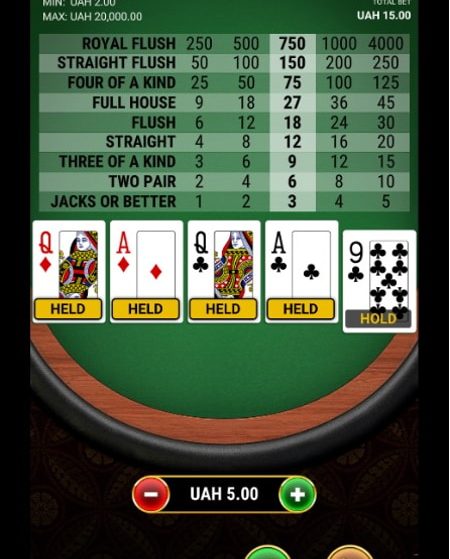 MIN: UAH 2.00
TOTAL BET
MAX: UAH 20,000.00
UAH 15.00
ROYAL FLUSH 250 500 750 1000 4000
STRAIGHT FLUSH 50 100 150 200 250
FOUR OF A KIND 25 50 75 100 125
FULL HOUSE 9 18 27 36 45
FLUSH 6 12 18 24 30
STRAIGHT 4 8 12 16 20
THREE OF A KIND 3 6 9 12 15
TWO PAIR 2 4 6 8 10
JACKS OR BETTER 1 2 3 4 5
Q A Q A 9
HELD HELD HELD HELD HOLD
UAH 5.00